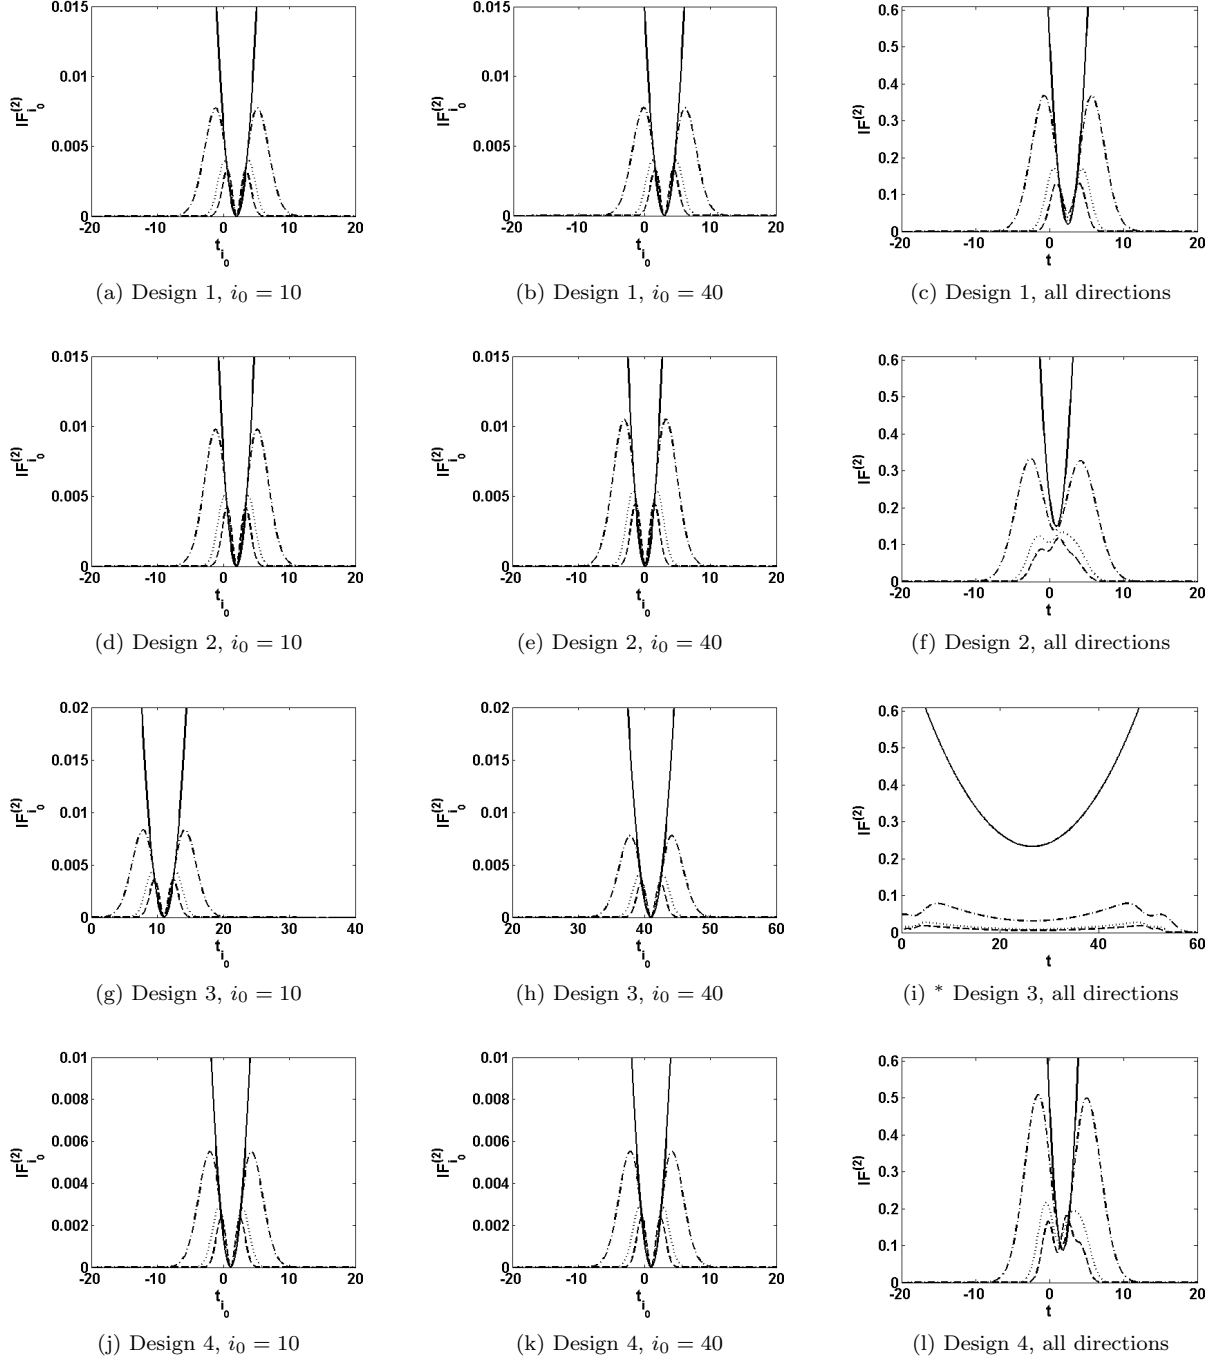 0.015 0.015 0.6
0.5
0.01 0.01 0.4
IF(2)i0 IF(2)i0 IF(2)
0.3
0.005 0.005 0.2
0.1
0 0 0
-20 -10 0 10 20 -20 -10 0 10 20 -20 -10 0 10 20
ti0 ti0 t
(a) Design 1, i0 = 10 (b) Design 1, i0 = 40 (c) Design 1, all directions
0.015 0.015 0.6
0.5
0.01 0.01 0.4
IF(2)i0 IF(2)i0 IF(2)
0.3
0.005 0.005 0.2
0.1
0 0 0
-20 -10 0 10 20 20 -10 0 10 20 -20 -10 0 10 20
ti0 ti0 t
(d) Design 2, i0 = 10 (e) Design 2, i0 = 40 (f) Design 2, all directions
0.02 0.02 0.6
0.5
0.015 0.015
0.4
IF(2)i0 IF(2)i0 IF(2)
0.01 0.01 0.3
0.2
0.005 0.005
0.1
0 0 0
0 10 20 30 40 20 30 40 50 60 0 20 40 60
ti0 ti0 t
(g) Design 3, i0 = 10 (h) Design 3, i0 = 40 (i) * Design 3, all directions
0.01 0.01 0.6
0.008 0.008 0.5
0.006 0.006 0.4
IF(2)i0 IF(2)i0 IF(2)
0.3
0.004 0.004
0.2
0.002 0.002 0.1
0 0 0
-20 -10 0 10 20 -20 -10 0 10 20 -20 -10 0 10 20
ti0 ti0 t
(j) Design 4, i0 = 10 (k) Design 4, i0 = 40 (l) Design 4, all directions